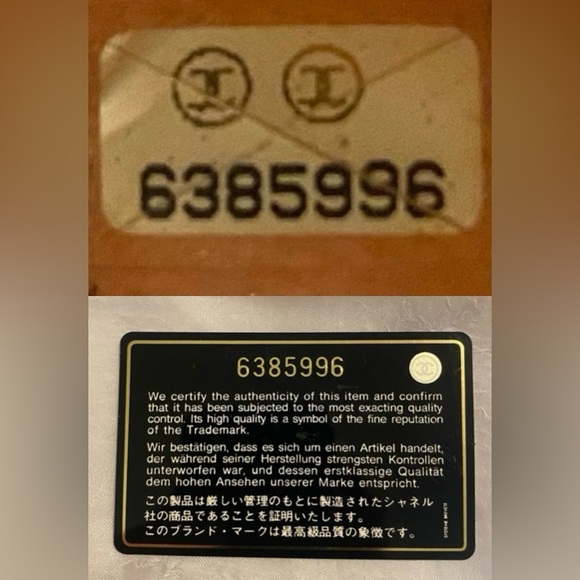 6385996
6385996
We certify the authenticity of this item and confirm
that it has been subjected to the most exacting quality
control. Its high quality is a symbol of the fine reputation
of the Trademark.
Wir bestätigen, dass es sich um einen Artikel handelt,
der während seiner Herstellung strengsten Kontrollen
unterworfen war, und dessen erstklassige Qualität
dem hohen Ansehen unserer Marke entspricht.
この製品は厳しい管理のもとに製造されたシャネル
社の商品であることを証明いたします。
このブランド・マークは最高級品質の象徴です。